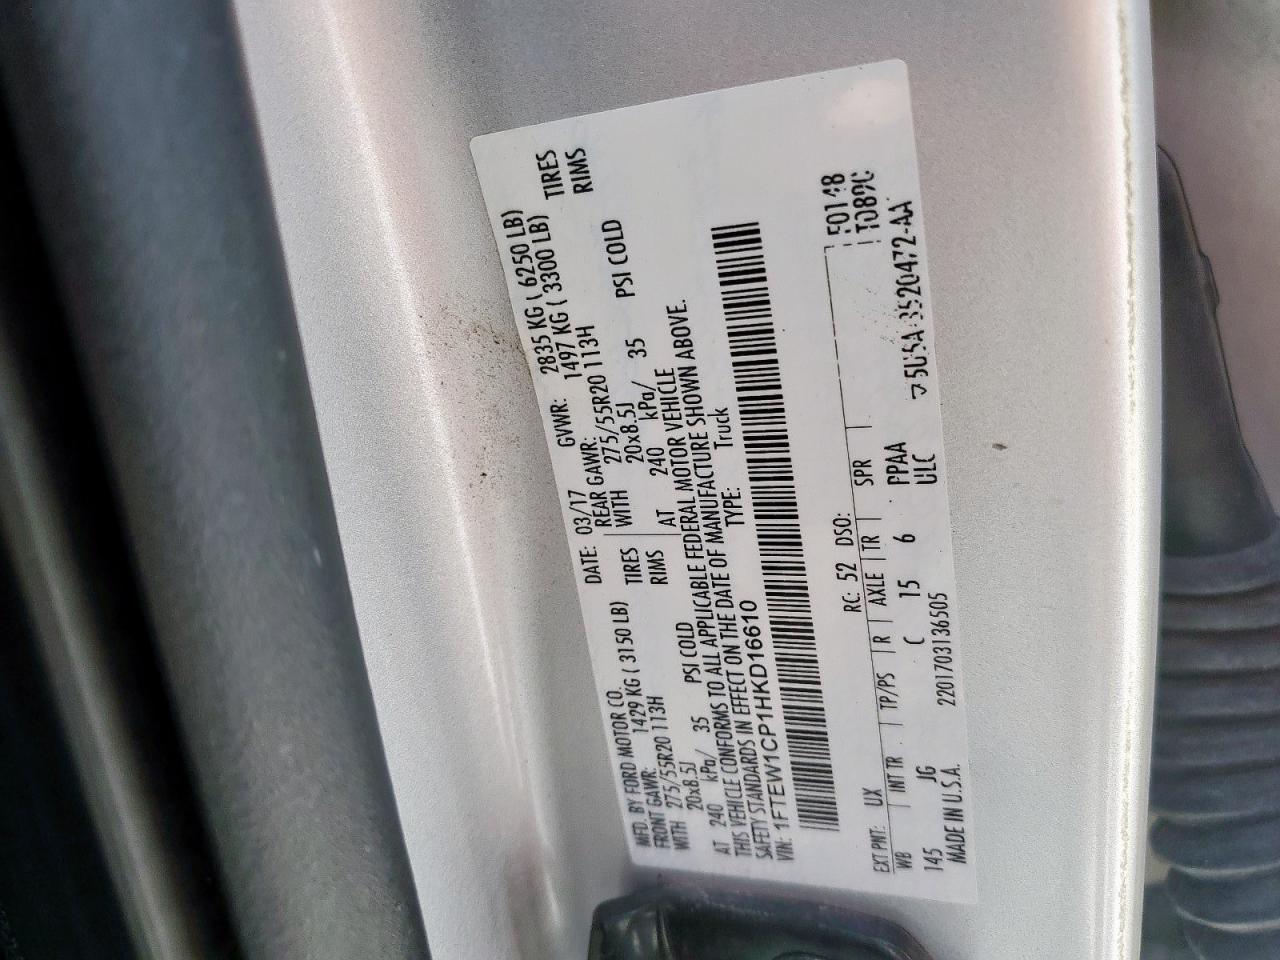 MFD. BY FORD MOTOR CO. DATE: 03/17 GVWR: 2835 KG ( 6250 LB)
FRONT GAWR: 1429 KG ( 3150 LB) REAR GAWR: 1497 KG ( 3300 LB)
WITH 275/55R20 113H TIRES WITH 275/55R20 113H TIRES
20x8.5J RIMS 20x8.5J RIMS
AT 240 kPa/ 35 PSI COLD AT 240 kPa/ 35 PSI COLD
THIS VEHICLE CONFORMS TO ALL APPLICABLE FEDERAL MOTOR VEHICLE
SAFETY STANDARDS IN EFFECT ON THE DATE OF MANUFACTURE SHOWN ABOVE.
VIN: 1FTEW1CP1HKD16610 TYPE: Truck
EXT PNT: UX RC: 52 DSO: F0148
WB INT TR TP/PS R AXLE TR SPR T0890
145 JG C 15 6 PPAA
MADE IN U.S.A. 2201703136505 ULC